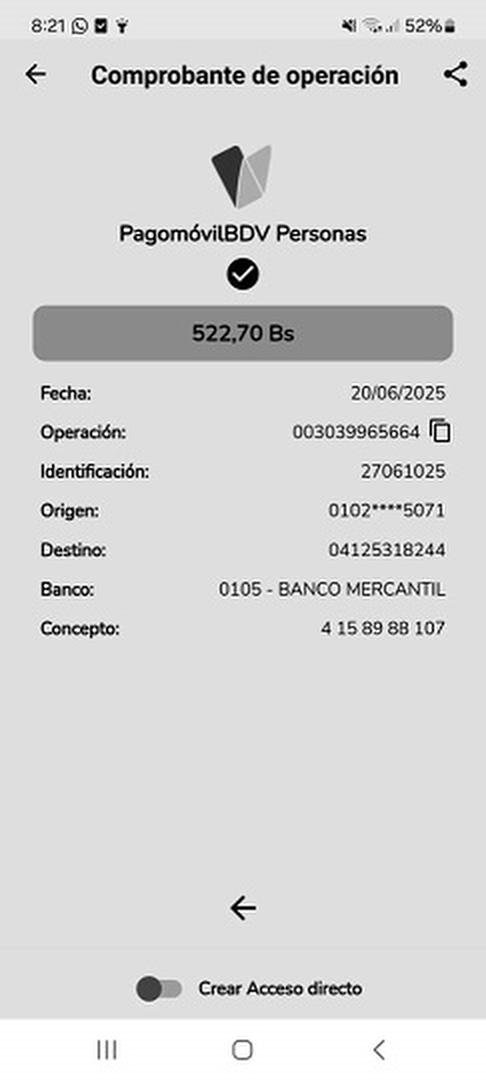 8:21 52%
Comprobante de operación
PagomóvilBDV Personas
522,70 Bs
Fecha: 20/06/2025
Operación: 003039965664
Identificación: 27061025
Origen: 0102****5071
Destino: 04125318244
Banco: 0105 - BANCO MERCANTIL
Concepto: 4 15 89 88 107
Crear Acceso directo